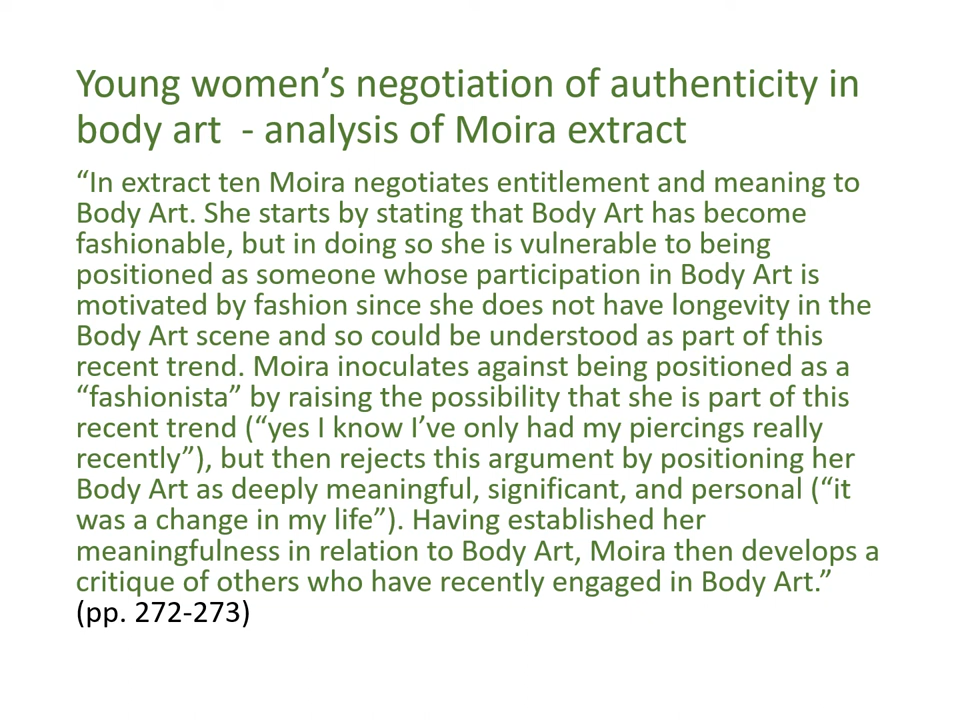 Young women’s negotiation of authenticity in
body art  - analysis of Moira extract
“In extract ten Moira negotiates entitlement and meaning to
Body Art. She starts by stating that Body Art has become
fashionable, but in doing so she is vulnerable to being
positioned as someone whose participation in Body Art is
motivated by fashion since she does not have longevity in the
Body Art scene and so could be understood as part of this
recent trend. Moira inoculates against being positioned as a
“fashionista” by raising the possibility that she is part of this
recent trend (“yes I know I’ve only had my piercings really
recently”), but then rejects this argument by positioning her
Body Art as deeply meaningful, significant, and personal (“it
was a change in my life”). Having established her
meaningfulness in relation to Body Art, Moira then develops a
critique of others who have recently engaged in Body Art.”
(pp. 272-273)